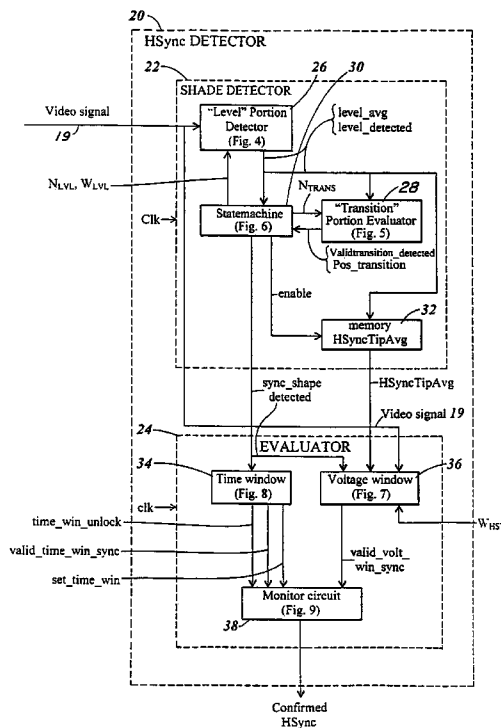 20
HSync DETECTOR
22
30
SHADE DETECTOR
26
Video signal
19
"Level" Portion
Detector
(Fig. 4)
level_avg
level_detected
NLVL, WLVL
NTRANS
28
Clk
Statemachine
(Fig. 6)
"Transition"
Portion Evaluator
(Fig. 5)
Validtransition_detected
Pos_transition
enable
32
memory
HSyncTipAvg
sync_shape
detected
HSyncTipAvg
Video signal 19
24
EVALUATOR
34
36
Time window
(Fig. 8)
Voltage window
(Fig. 7)
clk
time_win_unlock
WHST
valid_time_win_sync
valid_volt_
win_sync
set_time_win
Monitor circuit
(Fig. 9)
38
Confirmed
HSync